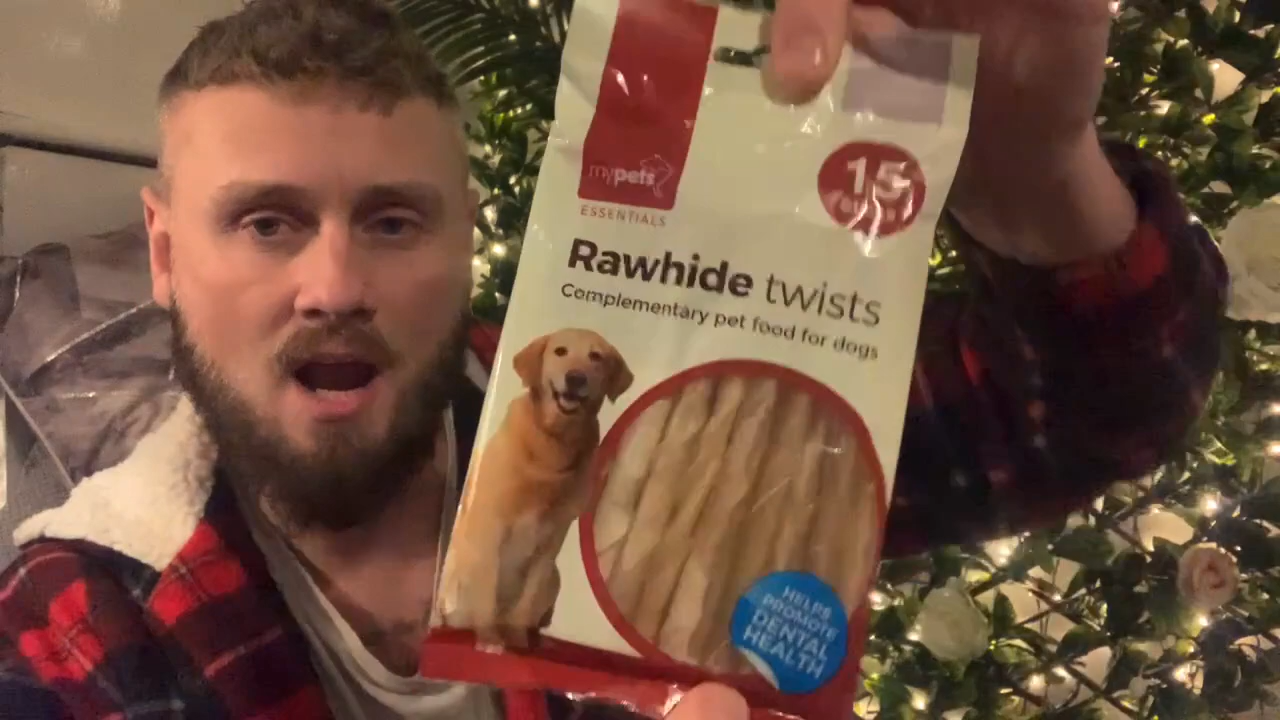 mypets
ESSENTIALS
15
Rawhide twists
Complementary pet food for dogs
HELPS
PROMOTE
DENTAL
HEALTH